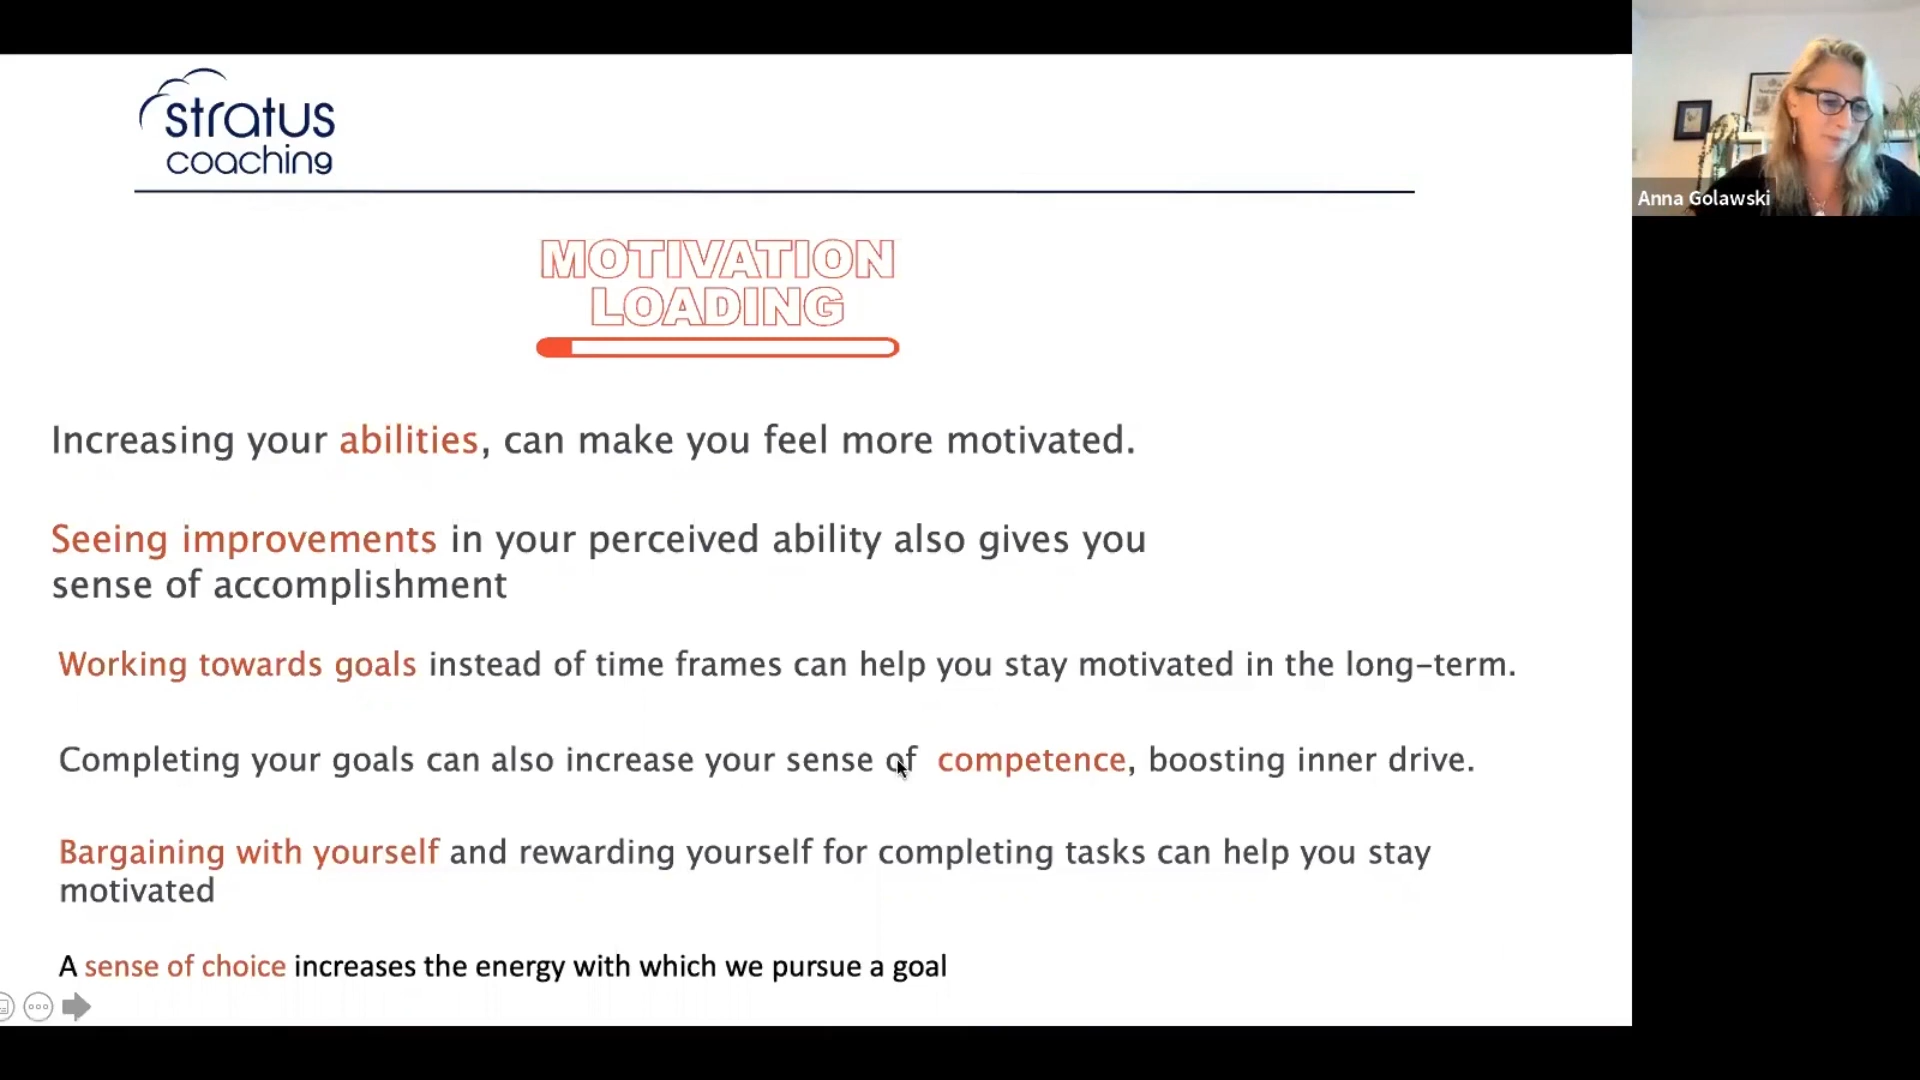 stratus
coaching
Anna Golawski
MOTIVATION
LOADING
Increasing your abilities, can make you feel more motivated.
Seeing improvements in your perceived ability also gives you
sense of accomplishment
Working towards goals instead of time frames can help you stay motivated in the long-term.
Completing your goals can also increase your sense of competence, boosting inner drive.
Bargaining with yourself and rewarding yourself for completing tasks can help you stay
motivated
A sense of choice increases the energy with which we pursue a goal